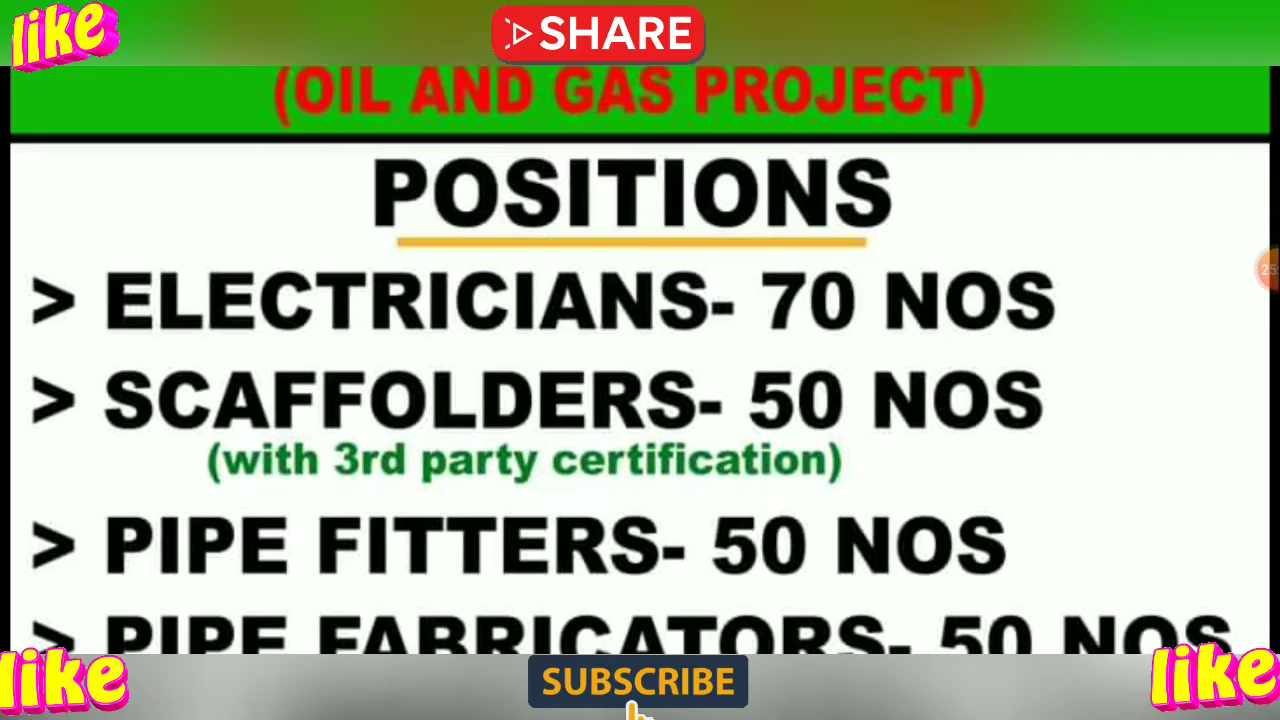 like
SHARE
(OIL AND GAS PROJECT)
POSITIONS
> ELECTRICIANS- 70 NOS
25
> SCAFFOLDERS- 50 NOS
(with 3rd party certification)
> PIPE FITTERS- 50 NOS
> PIPE FABRICATORS- 50 NOS
like
SUBSCRIBE
like